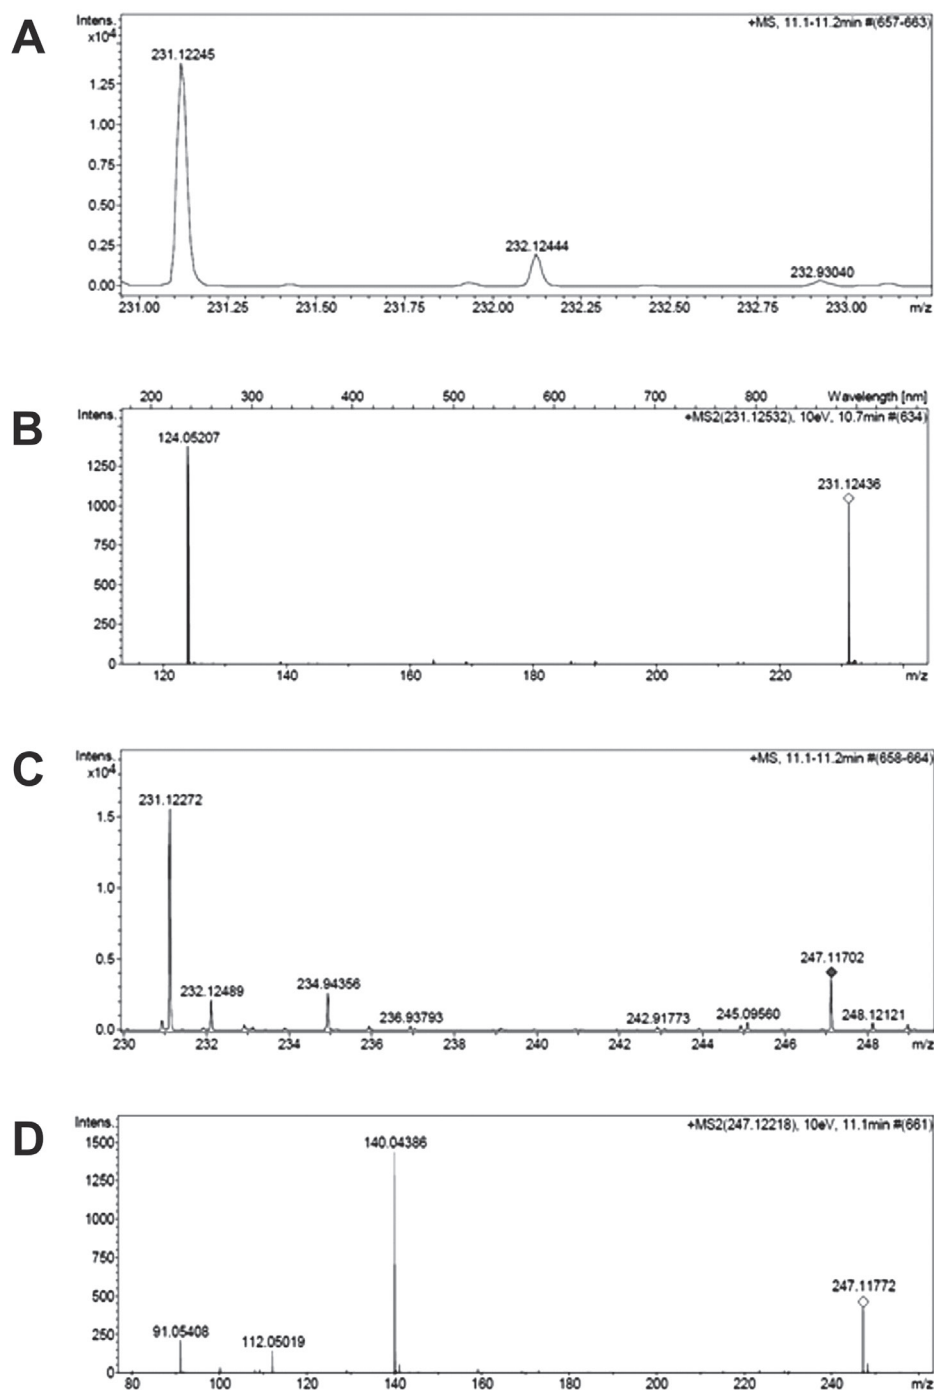 A
Intens.
x10⁴
+MS, 11.1-11.2min #(657-663)
231.12245
1.25
1.00
0.75
0.50
0.25
0.00
232.12444
232.93040
231.00 231.25 231.50 231.75 232.00 232.25 232.50 232.75 233.00 m/z
B
200 300 400 500 600 700 800 Wavelength [nm]
Intens.
+MS2(231.12532), 10eV, 10.7min #(634)
124.05207
231.12436
1250
1000
750
500
250
0
120 140 160 180 200 220 m/z
C
Intens.
x10⁴
+MS, 11.1-11.2min #(658-664)
231.12272
1.5
1.0
0.5
0.0
232.12489
234.94356
236.93793
242.91773
245.09560
247.11702
248.12121
230 232 234 236 238 240 242 244 246 248 m/z
D
Intens.
+MS2(247.12218), 10eV, 11.1min #(661)
1500
1250
1000
750
500
250
0
140.04386
247.11772
91.05408
112.05019
80 100 120 140 160 180 200 220 240 m/z